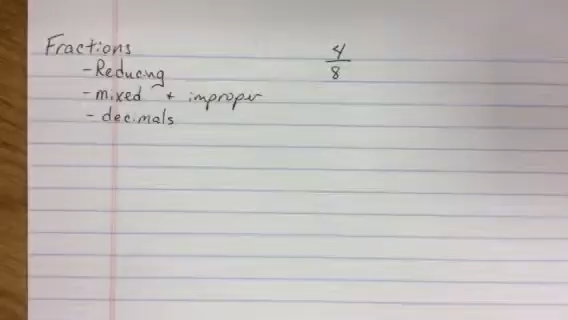 Fractions
- Reducing
- mixed + improper
- decimals
4
8